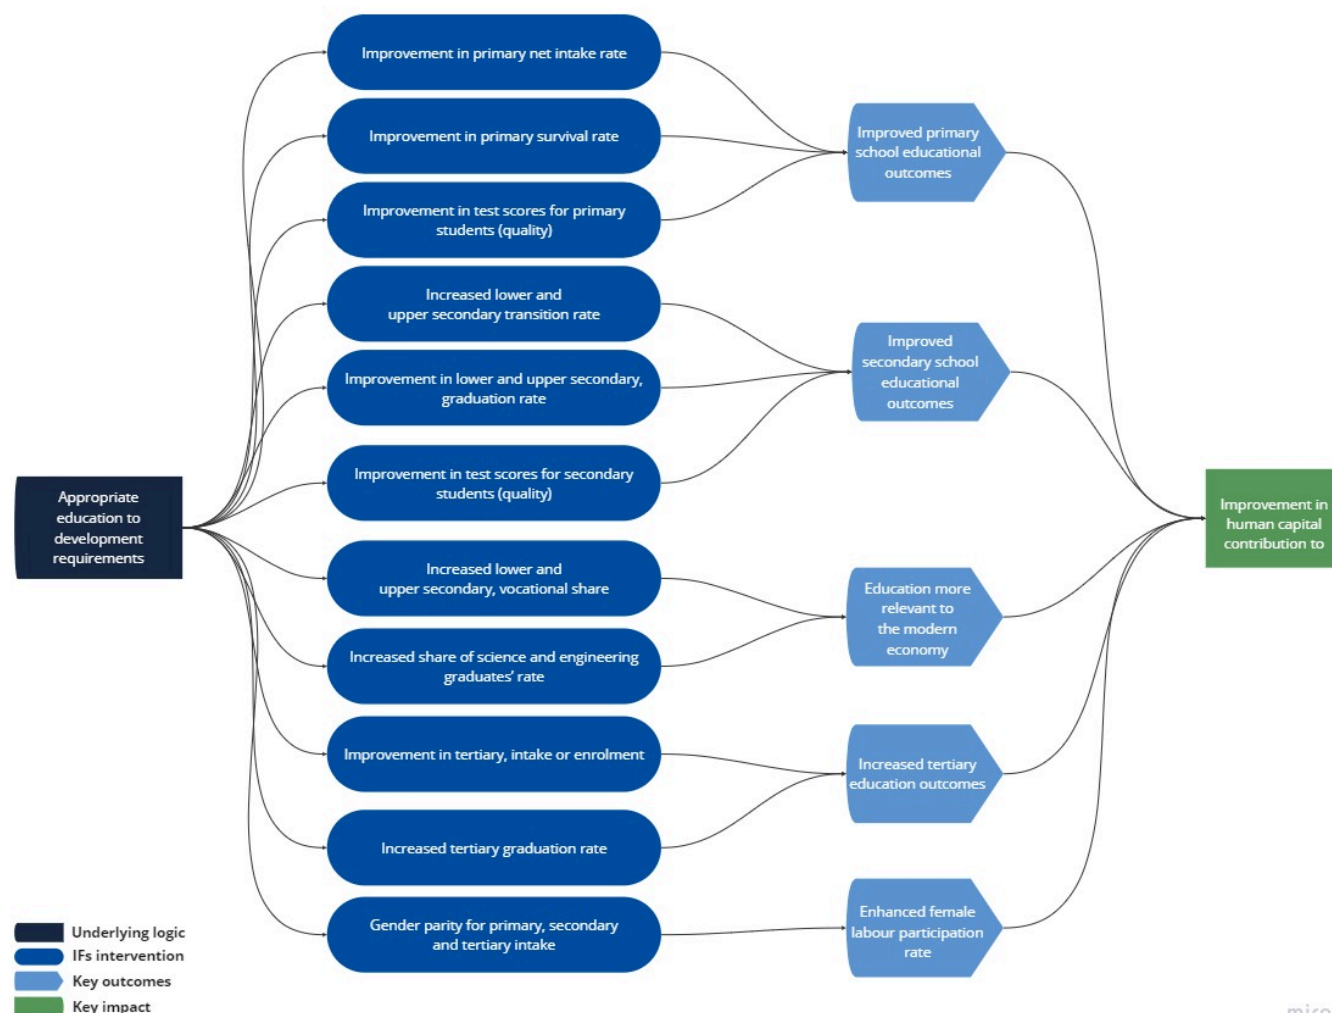 Improvement in primary net intake rate
Improvement in primary survival rate
Improvement in test scores for primary
students (quality)
Increased lower and
upper secondary transition rate
Improvement in lower and upper secondary,
graduation rate
Improvement in test scores for secondary
students (quality)
Increased lower and
upper secondary, vocational share
Increased share of science and engineering
graduates’ rate
Improvement in tertiary, intake or enrolment
Increased tertiary graduation rate
Gender parity for primary, secondary
and tertiary intake
Appropriate
education to
development
requirements
Improved primary
school educational
outcomes
Improved
secondary school
educational
outcomes
Education more
relevant to
the modern
economy
Increased tertiary
education outcomes
Enhanced female
labour participation
rate
Improvement in
human capital
contribution to
Underlying logic
IFs intervention
Key outcomes
Key impact
miro